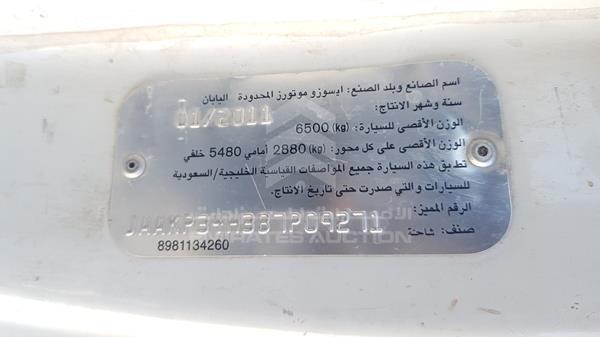 اسم الصانع وبلد الصنع: ايسوزو موتورز المحدودة اليابان
سنة وشهر الانتاج: 01/2011
الوزن الأقصى للسيارة: 6500 (kg)
الوزن الأقصى على كل محور: 2880 (kg) أمامي 5480 خلفي
تطبق هذه السيارة جميع المواصفات القياسية الخليجية/السعودية
للسيارات والتي صدرت حتى تاريخ الانتاج.
الرقم المميز: JAAKP34H3B7P09271
صنف: شاحنة
8981134260
EMIRATES AUCTION